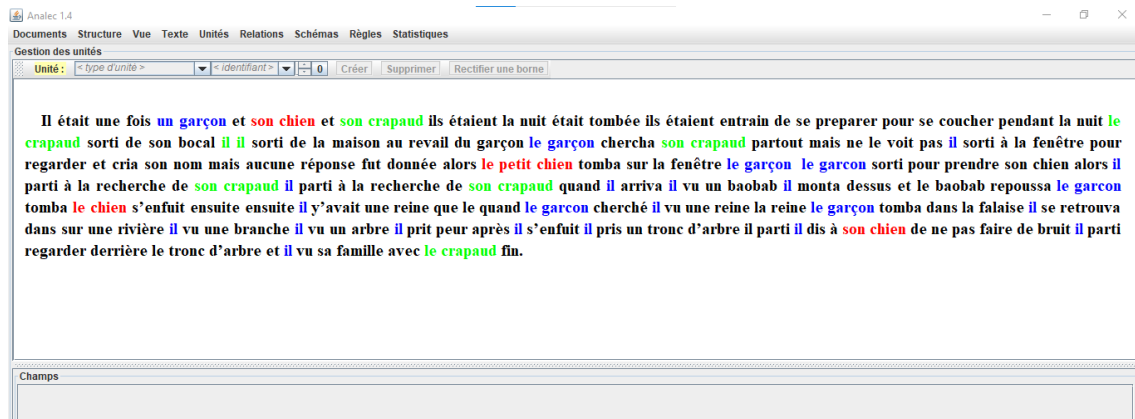 Analec 1.4
Documents Structure Vue Texte Unités Relations Schémas Règles Statistiques
Gestion des unités
Unité : < type d'unité > < identifiant > 0 Créer Supprimer Rectifier une borne
Il était une fois un garçon et son chien et son crapaud ils étaient la nuit était tombée ils étaient entrain de se preparer pour se coucher pendant la nuit le
crapaud sorti de son bocal il il sorti de la maison au revail du garçon le garçon chercha son crapaud partout mais ne le voit pas il sorti à la fenêtre pour
regarder et cria son nom mais aucune réponse fut donnée alors le petit chien tomba sur la fenêtre le garçon le garcon sorti pour prendre son chien alors il
parti à la recherche de son crapaud il parti à la recherche de son crapaud quand il arriva il vu un baobab il monta dessus et le baobab repoussa le garcon
tomba le chien s'enfuit ensuite ensuite il y'avait une reine que le quand le garcon cherché il vu une reine la reine le garçon tomba dans la falaise il se retrouva
dans sur une rivière il vu une branche il vu un arbre il prit peur après il s'enfuit il pris un tronc d'arbre il parti il dis à son chien de ne pas faire de bruit il parti
regarder derrière le tronc d'arbre et il vu sa famille avec le crapaud fin.
Champs